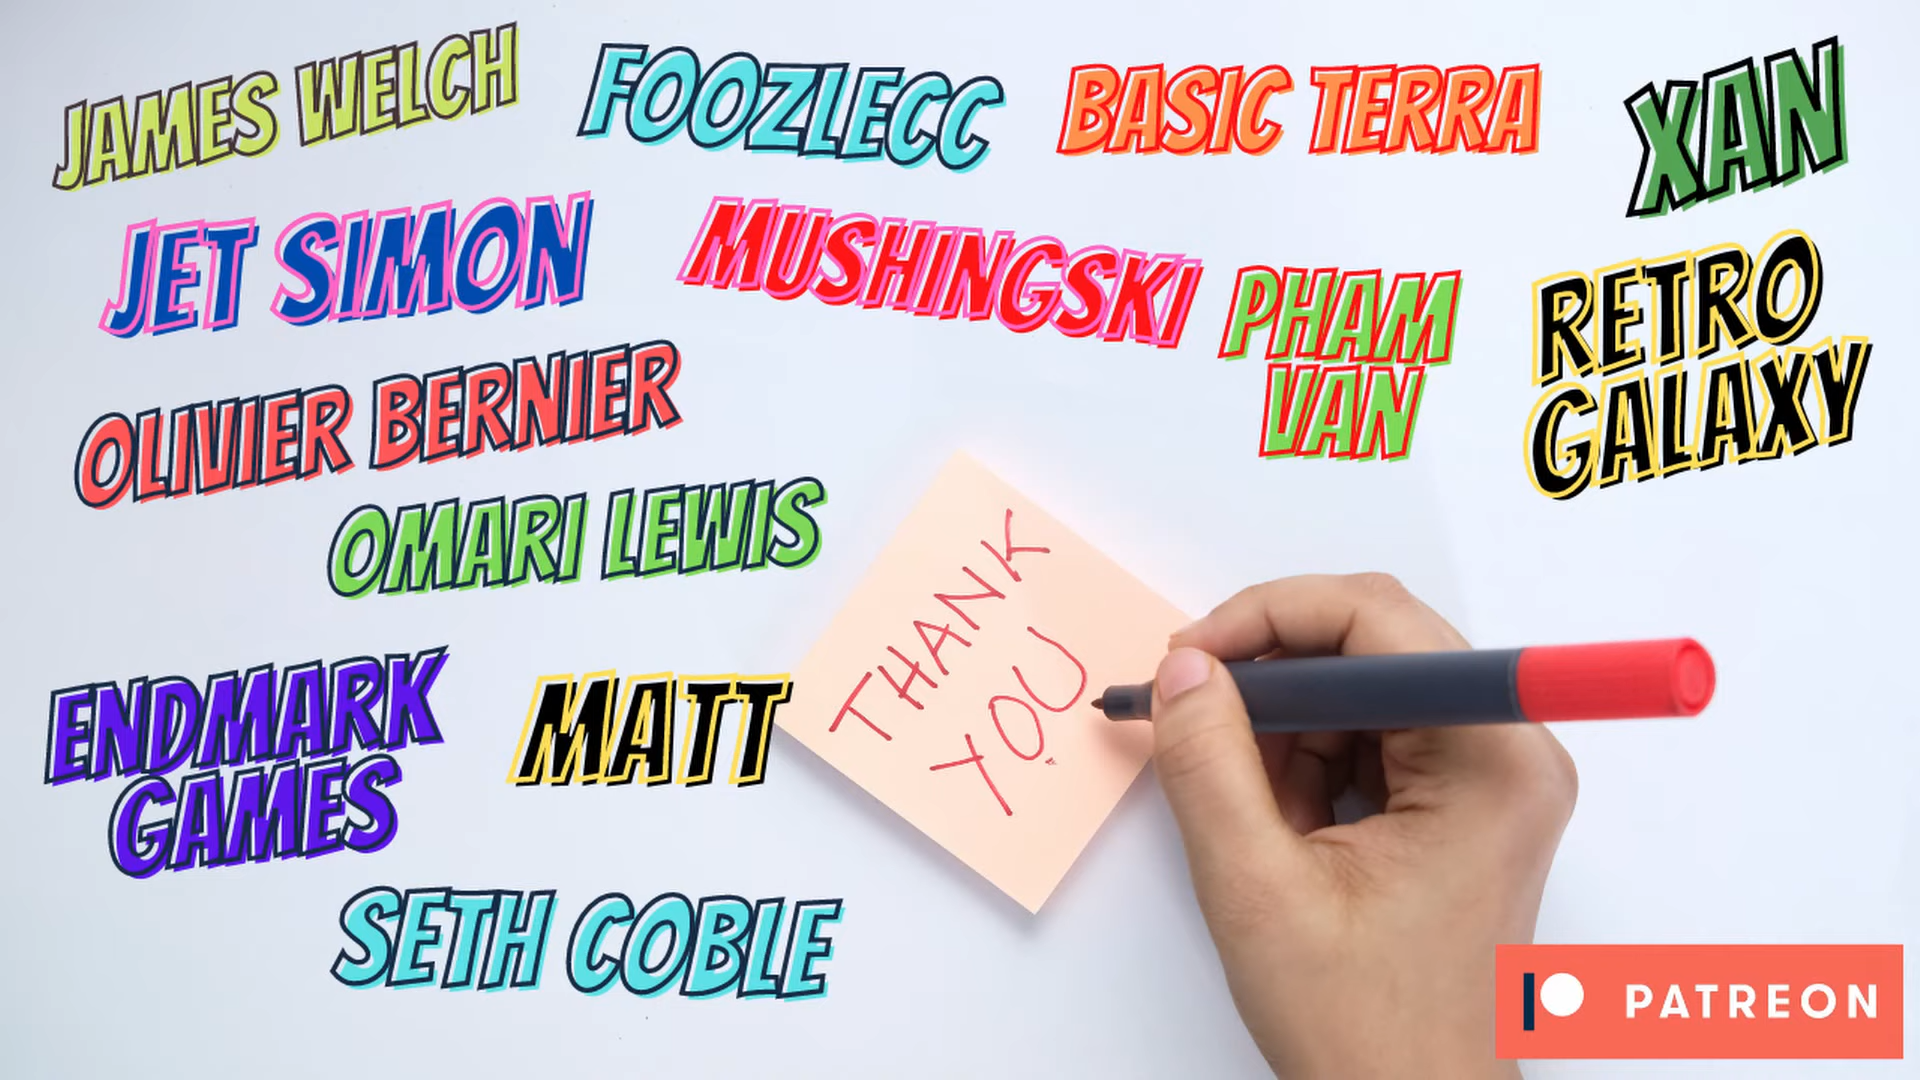 JAMES WELCH
FOOZLECC
BASIC TERRA
XAN
JET SIMON
MUSHINGSKI
PHAM
VAN
RETRO
GALAXY
OLIVIER BERNIER
OMARI LEWIS
THANK
YOU
ENDMARK
GAMES
MATT
SETH COBLE
PATREON